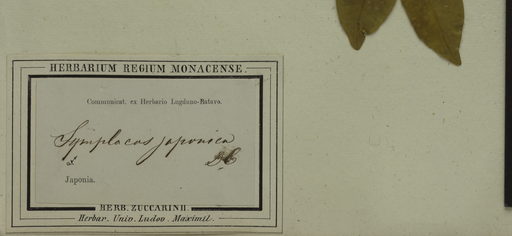 HERBARIUM REGIUM MONACENSE.
Communicat. ex Herbario Lugduno-Batavo.
Symplocos japonica
DC
Japonia.
HERB. ZUCCARINII.
Herbar. Univ. Ludov. Maximil.